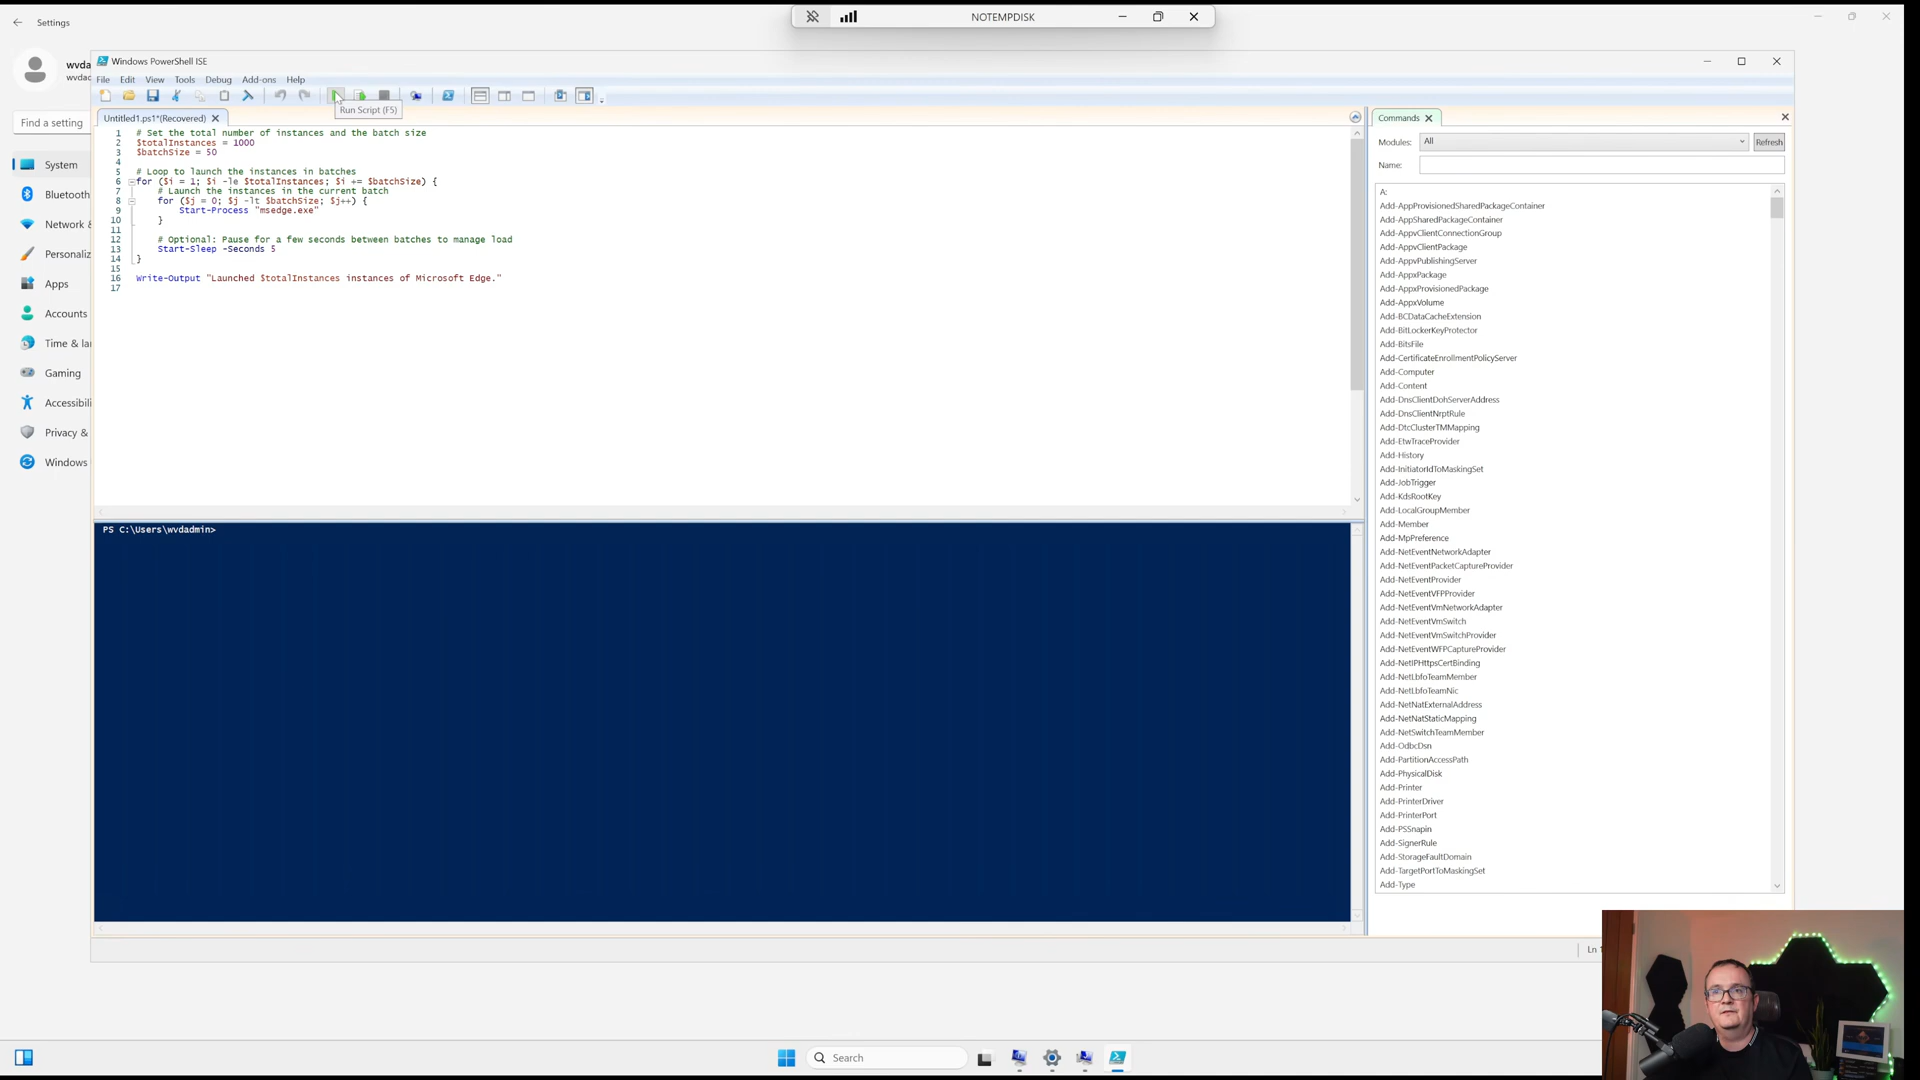 Settings
NOTEMPDISK
wvda
wvdac
Find a setting
System
Bluetooth
Network &
Personaliz
Apps
Accounts
Time & lar
Gaming
Accessibili
Privacy &
Windows
Windows PowerShell ISE
File Edit View Tools Debug Add-ons Help
Run Script (F5)
Untitled1.ps1*(Recovered)
1 # Set the total number of instances and the batch size
2 $totalInstances = 1000
3 $batchSize = 50
4
5 # Loop to launch the instances in batches
6 for ($i = 1; $i -le $totalInstances; $i += $batchSize) {
7 # Launch the instances in the current batch
8 for ($j = 0; $j -lt $batchSize; $j++) {
9 Start-Process "msedge.exe"
10 }
11
12 # Optional: Pause for a few seconds between batches to manage load
13 Start-Sleep -Seconds 5
14 }
15
16 Write-Output "Launched $totalInstances instances of Microsoft Edge."
17
PS C:\Users\wvdadmin>
Commands
Modules: All Refresh
Name:
A:
Add-AppProvisionedSharedPackageContainer
Add-AppSharedPackageContainer
Add-AppvClientConnectionGroup
Add-AppvClientPackage
Add-AppvPublishingServer
Add-AppxPackage
Add-AppxProvisionedPackage
Add-AppxVolume
Add-BCDataCacheExtension
Add-BitLockerKeyProtector
Add-BitsFile
Add-CertificateEnrollmentPolicyServer
Add-Computer
Add-Content
Add-DnsClientDohServerAddress
Add-DnsClientNrptRule
Add-DtcClusterTMMapping
Add-EtwTraceProvider
Add-History
Add-InitiatorIdToMaskingSet
Add-JobTrigger
Add-KdsRootKey
Add-LocalGroupMember
Add-Member
Add-MpPreference
Add-NetEventNetworkAdapter
Add-NetEventPacketCaptureProvider
Add-NetEventProvider
Add-NetEventVFPProvider
Add-NetEventVmNetworkAdapter
Add-NetEventVmSwitch
Add-NetEventVmSwitchProvider
Add-NetEventWFPCaptureProvider
Add-NetIPHttpsCertBinding
Add-NetLbfoTeamMember
Add-NetLbfoTeamNic
Add-NetNatExternalAddress
Add-NetNatStaticMapping
Add-NetSwitchTeamMember
Add-OdbcDsn
Add-PartitionAccessPath
Add-PhysicalDisk
Add-Printer
Add-PrinterDriver
Add-PrinterPort
Add-PSSnapin
Add-SignerRule
Add-StorageFaultDomain
Add-TargetPortToMaskingSet
Add-Type
Ln 1
Search